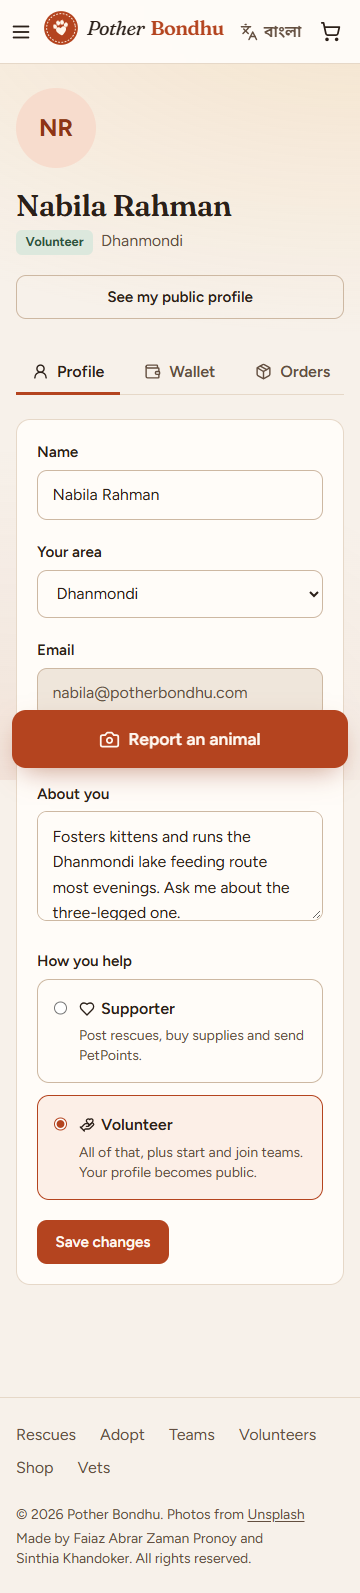 Pother Bondhu
বাংলা
NR
Nabila Rahman
Volunteer Dhanmondi
See my public profile
Profile Wallet Orders
Name
Nabila Rahman
Your area
Dhanmondi
Email
nabila@potherbondhu.com
Report an animal
About you
Fosters kittens and runs the
Dhanmondi lake feeding route
most evenings. Ask me about the
three-legged one.
How you help
Supporter
Post rescues, buy supplies and send
PetPoints.
Volunteer
All of that, plus start and join teams.
Your profile becomes public.
Save changes
Rescues Adopt Teams Volunteers
Shop Vets
© 2026 Pother Bondhu. Photos from Unsplash
Made by Faiaz Abrar Zaman Pronoy and
Sinthia Khandoker. All rights reserved.